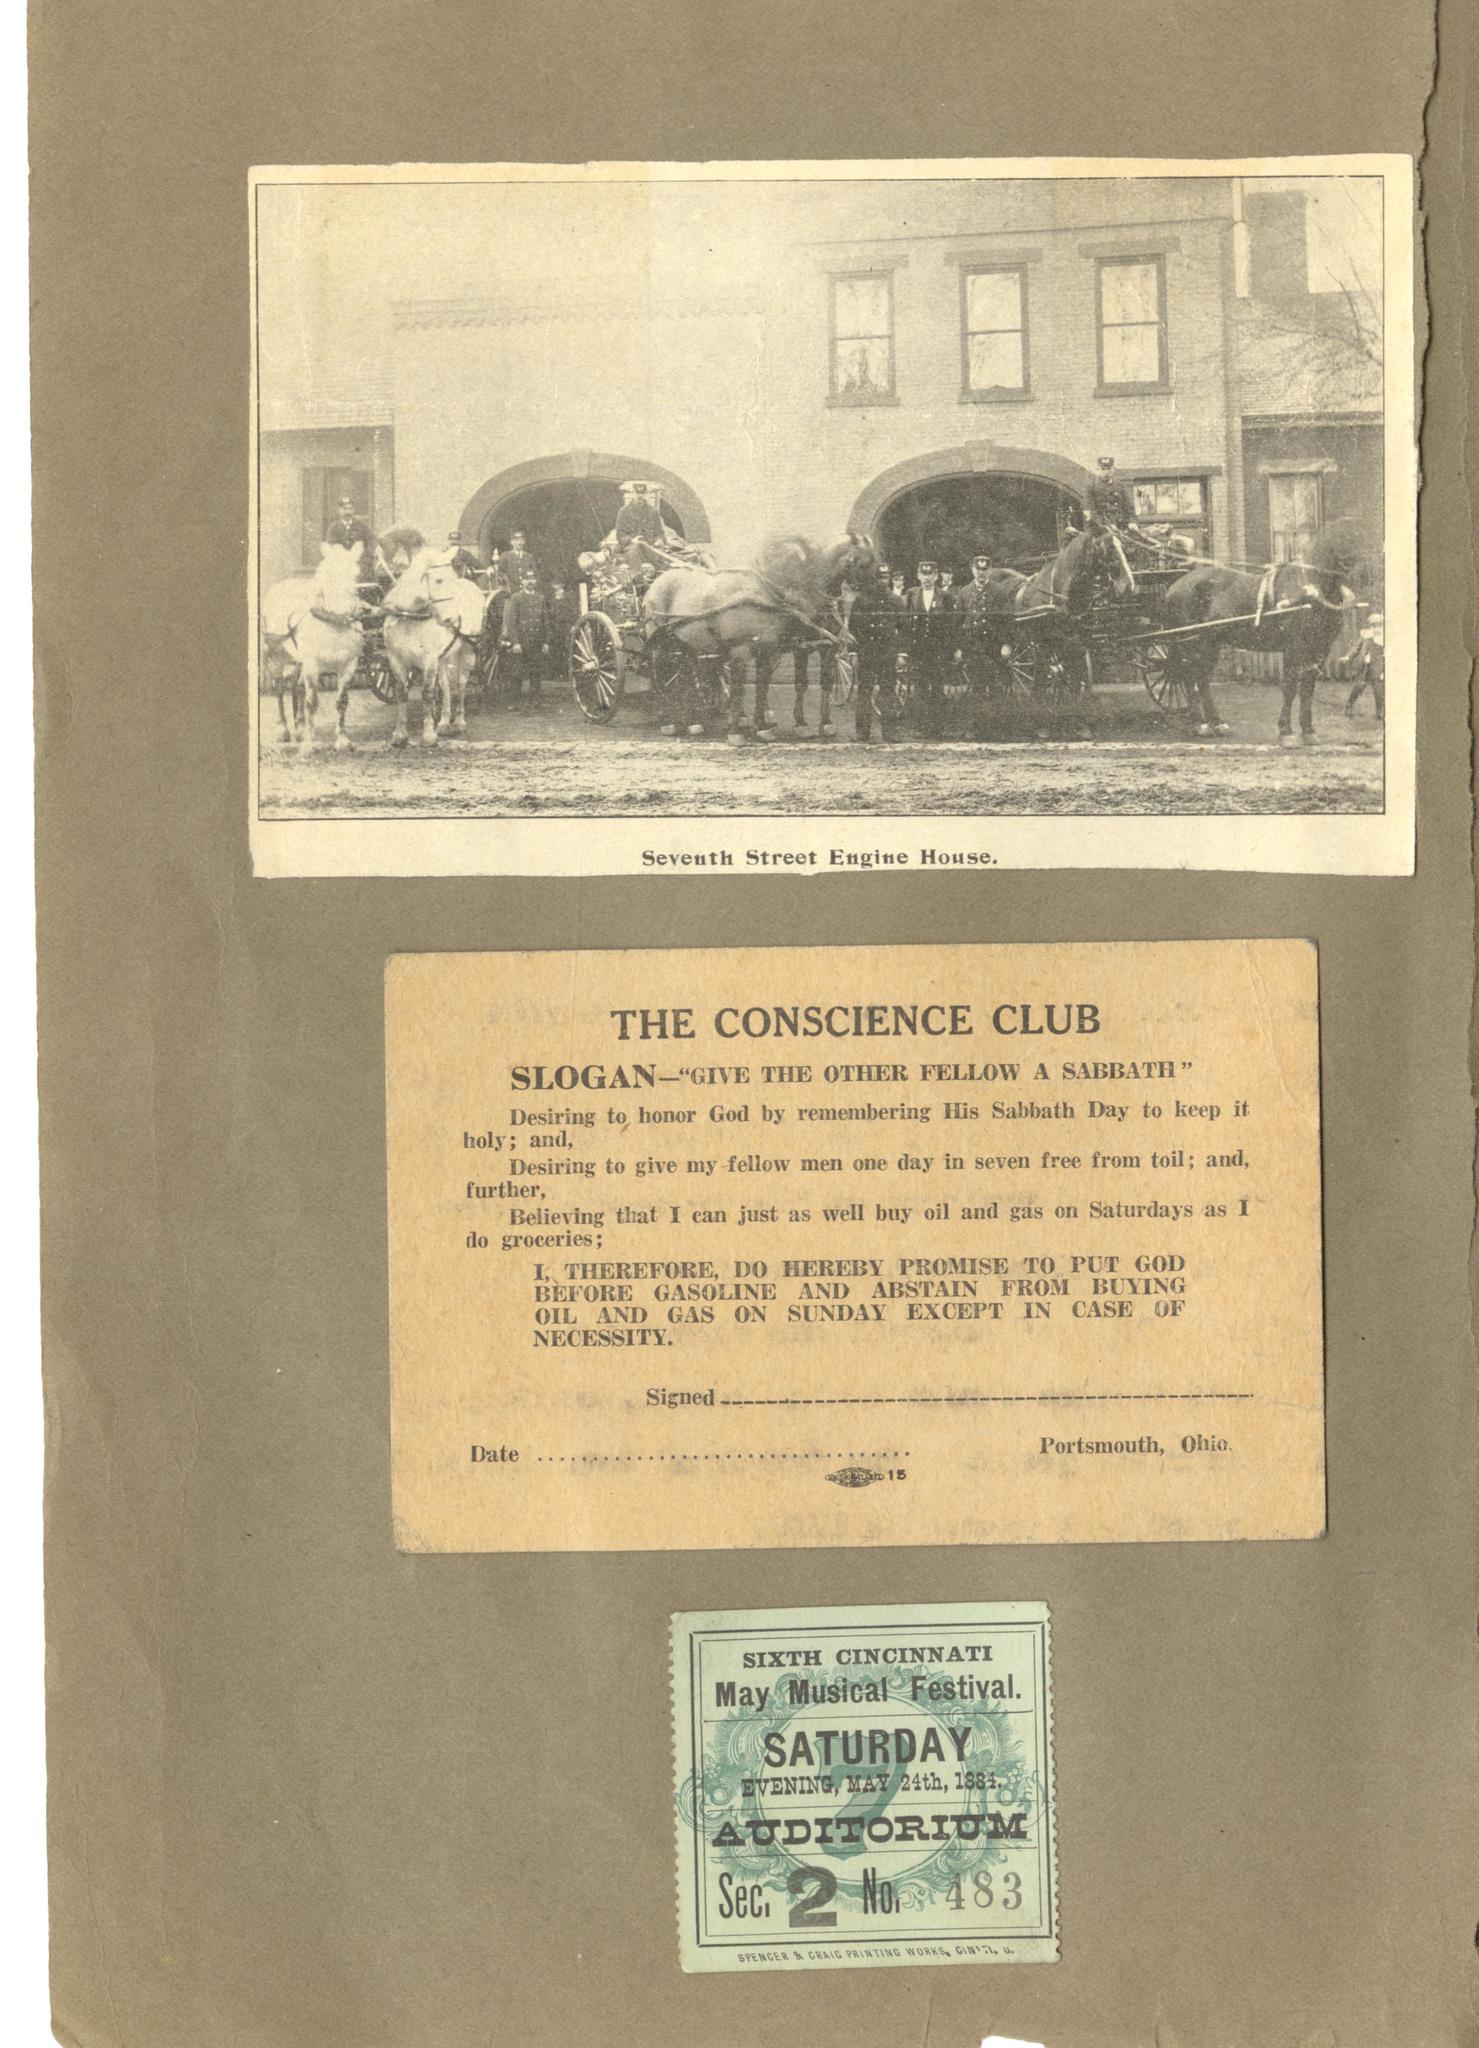 Seventh Street Engine House.
THE CONSCIENCE CLUB
SLOGAN—"GIVE THE OTHER FELLOW A SABBATH"
Desiring to honor God by remembering His Sabbath Day to keep it
holy; and,
Desiring to give my fellow men one day in seven free from toil; and,
further,
Believing that I can just as well buy oil and gas on Saturdays as I
do groceries;
I, THEREFORE, DO HEREBY PROMISE TO PUT GOD
BEFORE GASOLINE AND ABSTAIN FROM BUYING
OIL AND GAS ON SUNDAY EXCEPT IN CASE OF
NECESSITY.
Signed
Date Portsmouth, Ohio.
15
SIXTH CINCINNATI
May Musical Festival.
SATURDAY
EVENING, MAY 24th, 1884.
7
AUDITORIUM
Sec. 2 No. 483
SPENCER & CRAIG PRINTING WORKS,